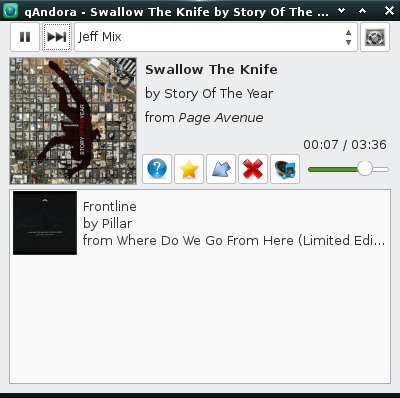 qAndora - Swallow The Knife by Story Of The ...
Jeff Mix
Swallow The Knife
by Story Of The Year
from Page Avenue
00:07 / 03:36
STORY YEAR
Frontline
by Pillar
from Where Do We Go From Here (Limited Edi...